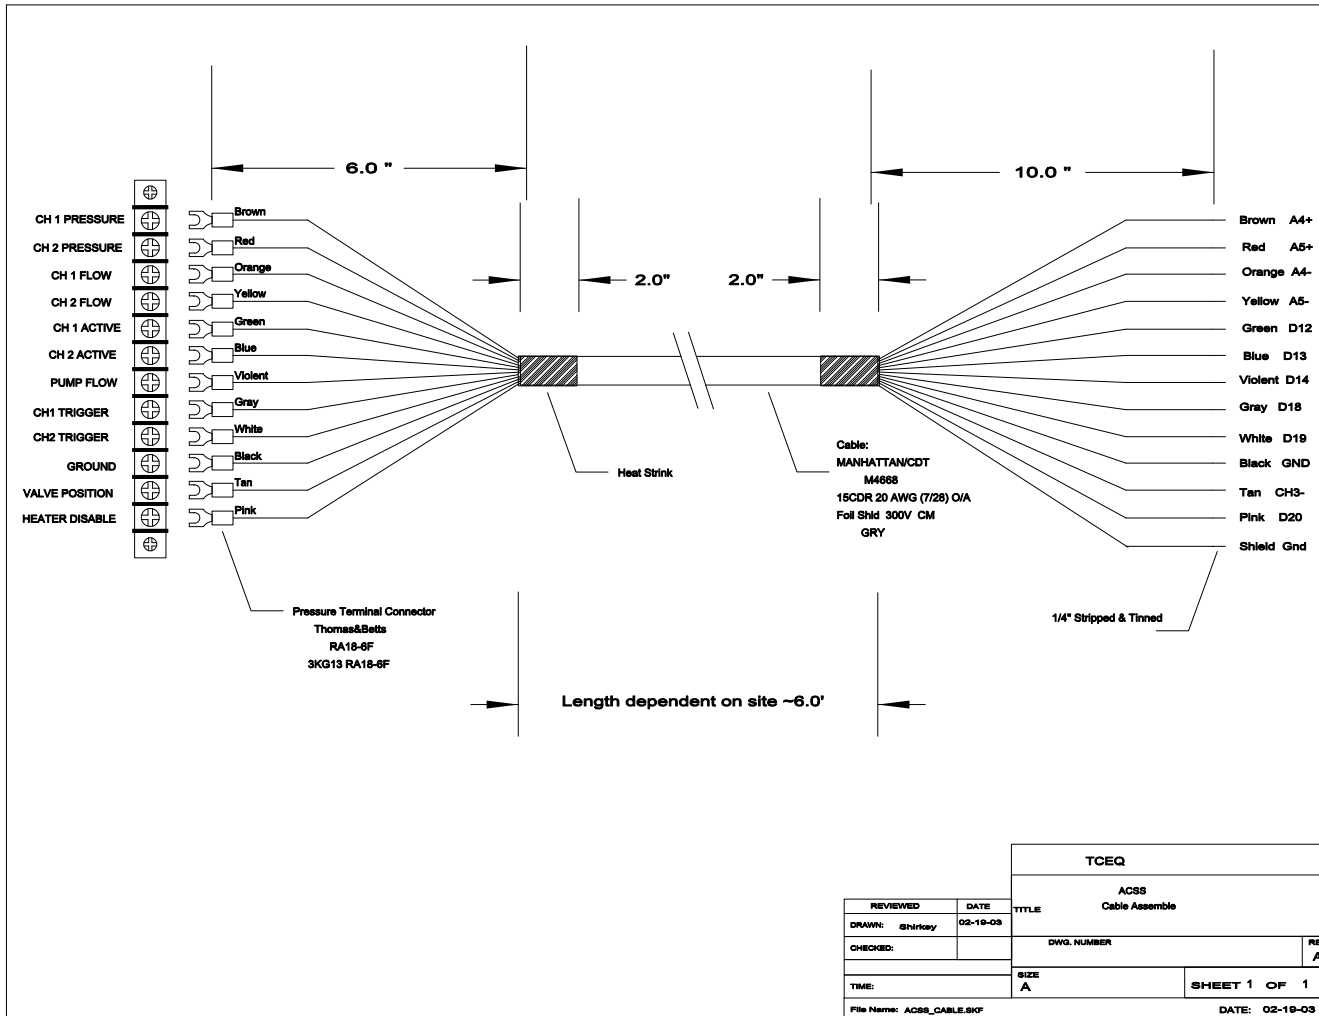 6.0 "
10.0 "
2.0"
2.0"
CH 1 PRESSURE
CH 2 PRESSURE
CH 1 FLOW
CH 2 FLOW
CH 1 ACTIVE
CH 2 ACTIVE
PUMP FLOW
CH1 TRIGGER
CH2 TRIGGER
GROUND
VALVE POSITION
HEATER DISABLE
Brown
Red
Orange
Yellow
Green
Blue
Violent
Gray
White
Black
Tan
Pink
Brown A4+
Red A5+
Orange A4-
Yellow A5-
Green D12
Blue D13
Violent D14
Gray D18
White D19
Black GND
Tan CH3-
Pink D20
Shield Gnd
Heat Strink
Cable:
MANHATTAN/CDT
M4668
15CDR 20 AWG (7/28) O/A
Foil Shld 300V CM
GRY
Pressure Terminal Connector
Thomas&Betts
RA18-6F
3KG13 RA18-6F
1/4" Stripped & Tinned
Length dependent on site ~6.0'
TCEQ
TITLE
ACSS
Cable Assemble
REVIEWED DATE
DRAWN: Shirkey 02-19-03
CHECKED:
TIME:
DWG. NUMBER
RE
A
SIZE
A
SHEET 1 OF 1
File Name: ACSS_CABLE.SKF
DATE: 02-19-03